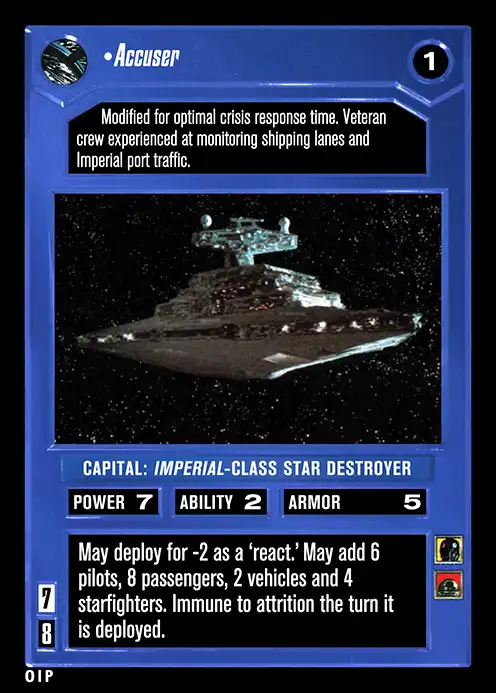 •Accuser
1
Modified for optimal crisis response time. Veteran
crew experienced at monitoring shipping lanes and
Imperial port traffic.
CAPITAL: IMPERIAL-CLASS STAR DESTROYER
POWER 7 ABILITY 2 ARMOR 5
May deploy for -2 as a ‘react.’ May add 6
pilots, 8 passengers, 2 vehicles and 4
starfighters. Immune to attrition the turn it
is deployed.
7
8
OIP